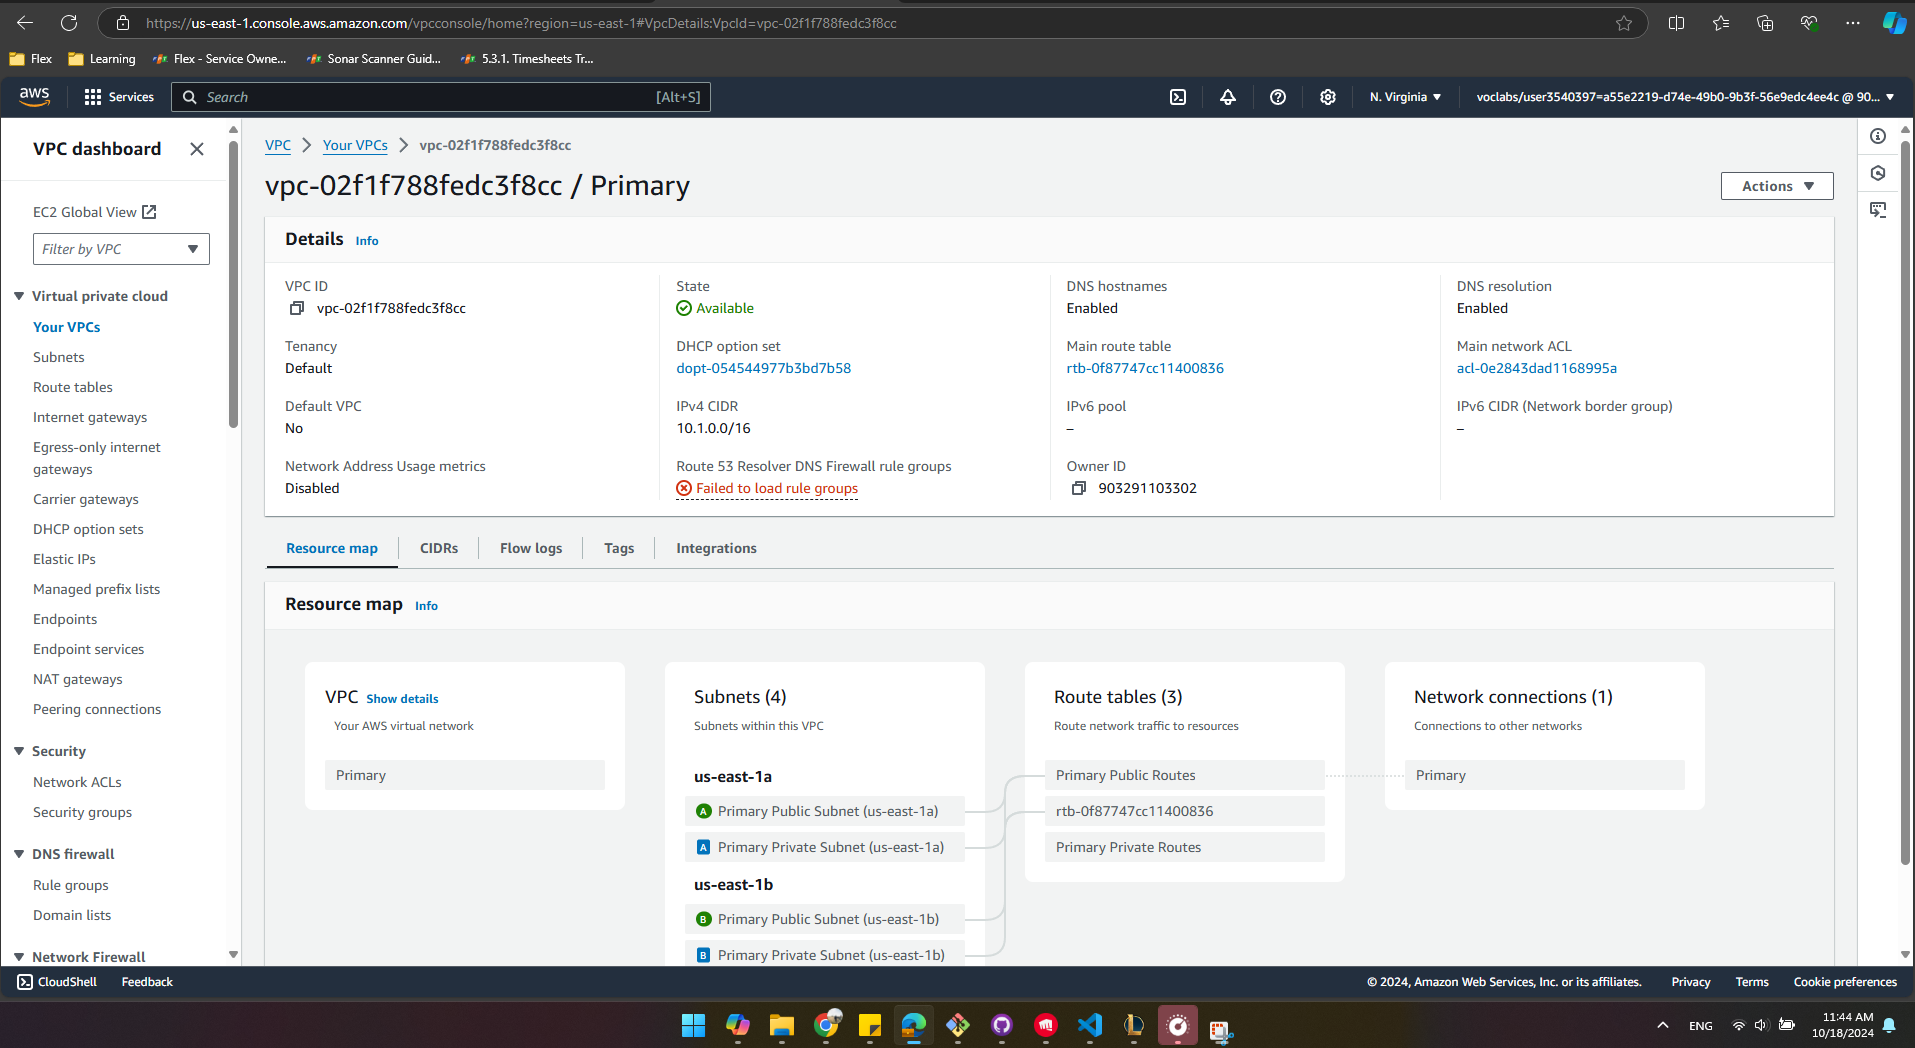 https://us-east-1.console.aws.amazon.com/vpcconsole/home?region=us-east-1#VpcDetails:VpcId=vpc-02f1f788fedc3f8cc
Flex
Learning
Flex - Service Owne...
Sonar Scanner Guid...
5.3.1. Timesheets Tr...
aws
Services
Search
[Alt+S]
N. Virginia
voclabs/user3540397=a55e2219-d74e-49b0-9b3f-56e9edc4ee4c @ 90...
VPC dashboard
EC2 Global View
Filter by VPC
Virtual private cloud
Your VPCs
Subnets
Route tables
Internet gateways
Egress-only internet
gateways
Carrier gateways
DHCP option sets
Elastic IPs
Managed prefix lists
Endpoints
Endpoint services
NAT gateways
Peering connections
Security
Network ACLs
Security groups
DNS firewall
Rule groups
Domain lists
Network Firewall
VPC
Your VPCs
vpc-02f1f788fedc3f8cc
vpc-02f1f788fedc3f8cc / Primary
Actions
Details Info
VPC ID
vpc-02f1f788fedc3f8cc
State
Available
DNS hostnames
Enabled
DNS resolution
Enabled
Tenancy
Default
DHCP option set
dopt-054544977b3bd7b58
Main route table
rtb-0f87747cc11400836
Main network ACL
acl-0e2843dad1168995a
Default VPC
No
IPv4 CIDR
10.1.0.0/16
IPv6 pool
–
IPv6 CIDR (Network border group)
–
Network Address Usage metrics
Disabled
Route 53 Resolver DNS Firewall rule groups
Failed to load rule groups
Owner ID
903291103302
Resource map
CIDRs
Flow logs
Tags
Integrations
Resource map Info
VPC Show details
Your AWS virtual network
Primary
Subnets (4)
Subnets within this VPC
us-east-1a
A Primary Public Subnet (us-east-1a)
A Primary Private Subnet (us-east-1a)
us-east-1b
B Primary Public Subnet (us-east-1b)
B Primary Private Subnet (us-east-1b)
Route tables (3)
Route network traffic to resources
Primary Public Routes
rtb-0f87747cc11400836
Primary Private Routes
Network connections (1)
Connections to other networks
Primary
CloudShell
Feedback
© 2024, Amazon Web Services, Inc. or its affiliates.
Privacy
Terms
Cookie preferences
ENG
11:44 AM
10/18/2024